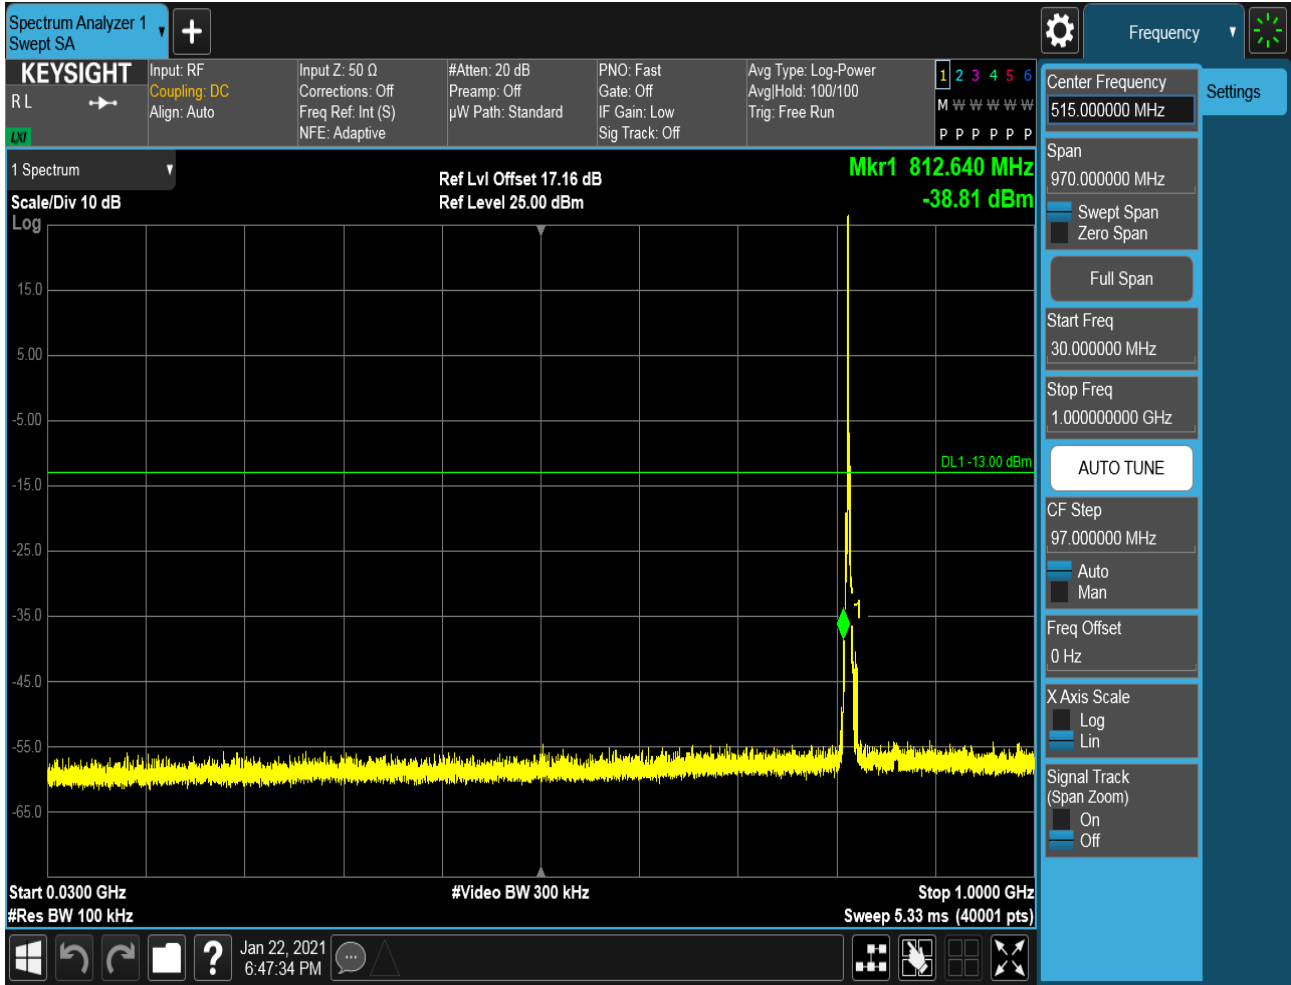 Spectrum Analyzer 1
Swept SA
Frequency
KEYSIGHT
R L
LXI
Input: RF
Coupling: DC
Align: Auto
Input Z: 50 Ω
Corrections: Off
Freq Ref: Int (S)
NFE: Adaptive
#Atten: 20 dB
Preamp: Off
µW Path: Standard
PNO: Fast
Gate: Off
IF Gain: Low
Sig Track: Off
Avg Type: Log-Power
Avg|Hold: 100/100
Trig: Free Run
1 2 3 4 5 6
M W W W W W
P P P P P P
1 Spectrum
Scale/Div 10 dB
Log
Ref Lvl Offset 17.16 dB
Ref Level 25.00 dBm
Mkr1 812.640 MHz
-38.81 dBm
15.0
5.00
-5.00
DL1 -13.00 dBm
-15.0
-25.0
-35.0
1
-45.0
-55.0
-65.0
Start 0.0300 GHz
#Video BW 300 kHz
Stop 1.0000 GHz
#Res BW 100 kHz
Sweep 5.33 ms (40001 pts)
?
Jan 22, 2021
6:47:34 PM
Center Frequency
515.000000 MHz
Settings
Span
970.000000 MHz
Swept Span
Zero Span
Full Span
Start Freq
30.000000 MHz
Stop Freq
1.000000000 GHz
AUTO TUNE
CF Step
97.000000 MHz
Auto
Man
Freq Offset
0 Hz
X Axis Scale
Log
Lin
Signal Track
(Span Zoom)
On
Off